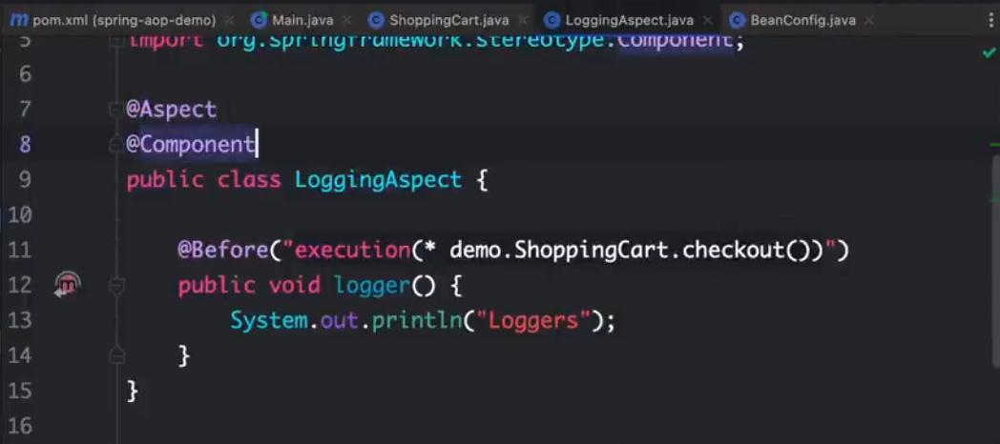 pom.xml (spring-aop-demo) × Main.java × ShoppingCart.java × LoggingAspect.java × BeanConfig.java ×
5 import org.springframework.stereotype.Component;
6
7 @Aspect
8 @Component
9 public class LoggingAspect {
10
11 @Before("execution(* demo.ShoppingCart.checkout())")
12 public void logger() {
13 System.out.println("Loggers");
14 }
15 }
16